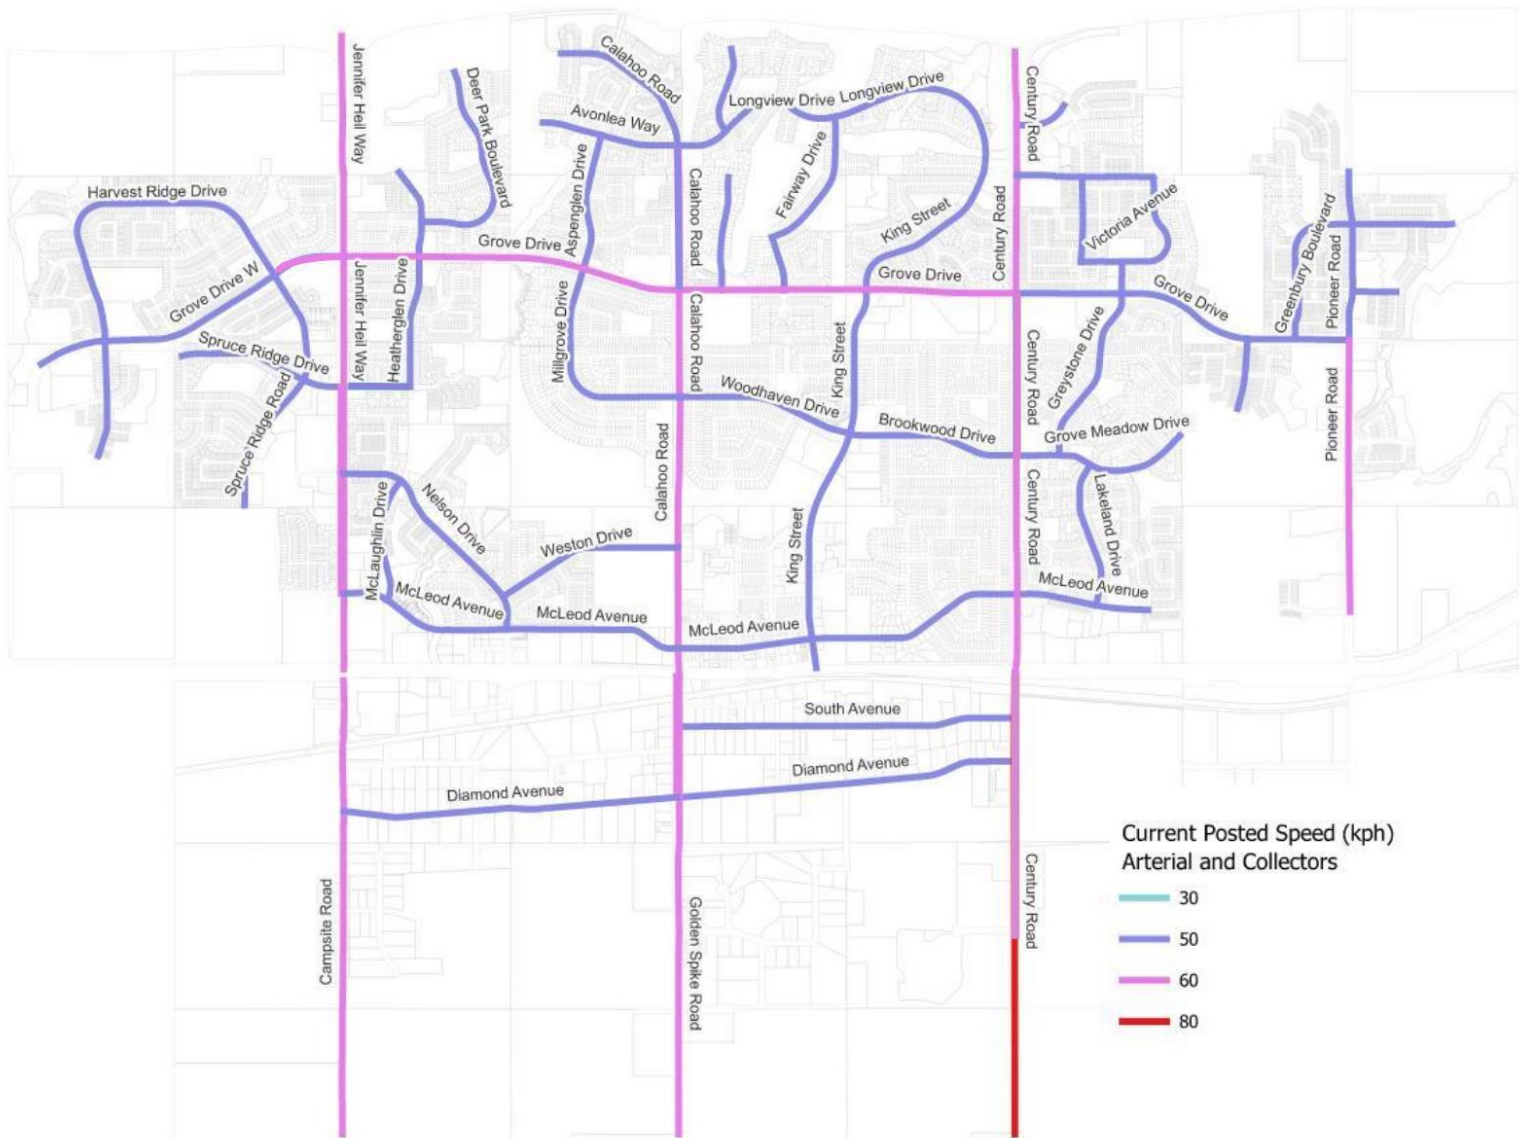 Jennifer Heil Way
Deer Park Boulevard
Calahoo Road
Avonlea Way
Longview Drive
Longview Drive
Century Road
Harvest Ridge Drive
Aspenglen Drive
Calahoo Road
Fairway Drive
King Street
Century Road
Victoria Avenue
Greenbury Boulevard
Pioneer Road
Grove Drive W
Grove Drive
Grove Drive
Grove Drive
Jennifer Heil Way
Heatherglen Drive
Milgrove Drive
Calahoo Road
King Street
Century Road
Greystone Drive
Pioneer Road
Spruce Ridge Drive
Spruce Ridge Road
Woodhaven Drive
Brookwood Drive
Grove Meadow Drive
Calahoo Road
McLaughlin Drive
Nelson Drive
Weston Drive
King Street
Century Road
Lakeland Drive
McLeod Avenue
McLeod Avenue
McLeod Avenue
McLeod Avenue
South Avenue
Diamond Avenue
Diamond Avenue
Campsite Road
Golden Spike Road
Century Road
Current Posted Speed (kph)
Arterial and Collectors
30
50
60
80